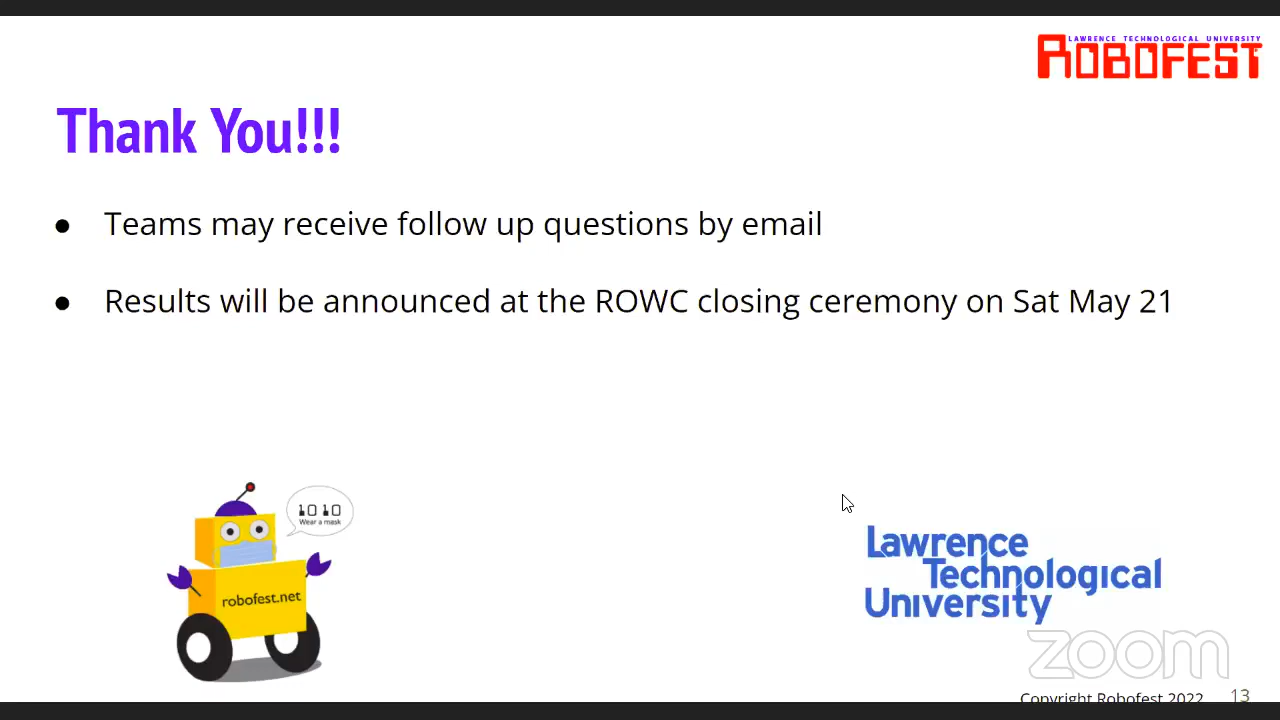 LAWRENCE TECHNOLOGICAL UNIVERSITY
ROBOFEST
Thank You!!!
● Teams may receive follow up questions by email
● Results will be announced at the ROWC closing ceremony on Sat May 21
1010
Wear a mask
robofest.net
Lawrence
Technological
University
zoom
Copyright Robofest 2022 13